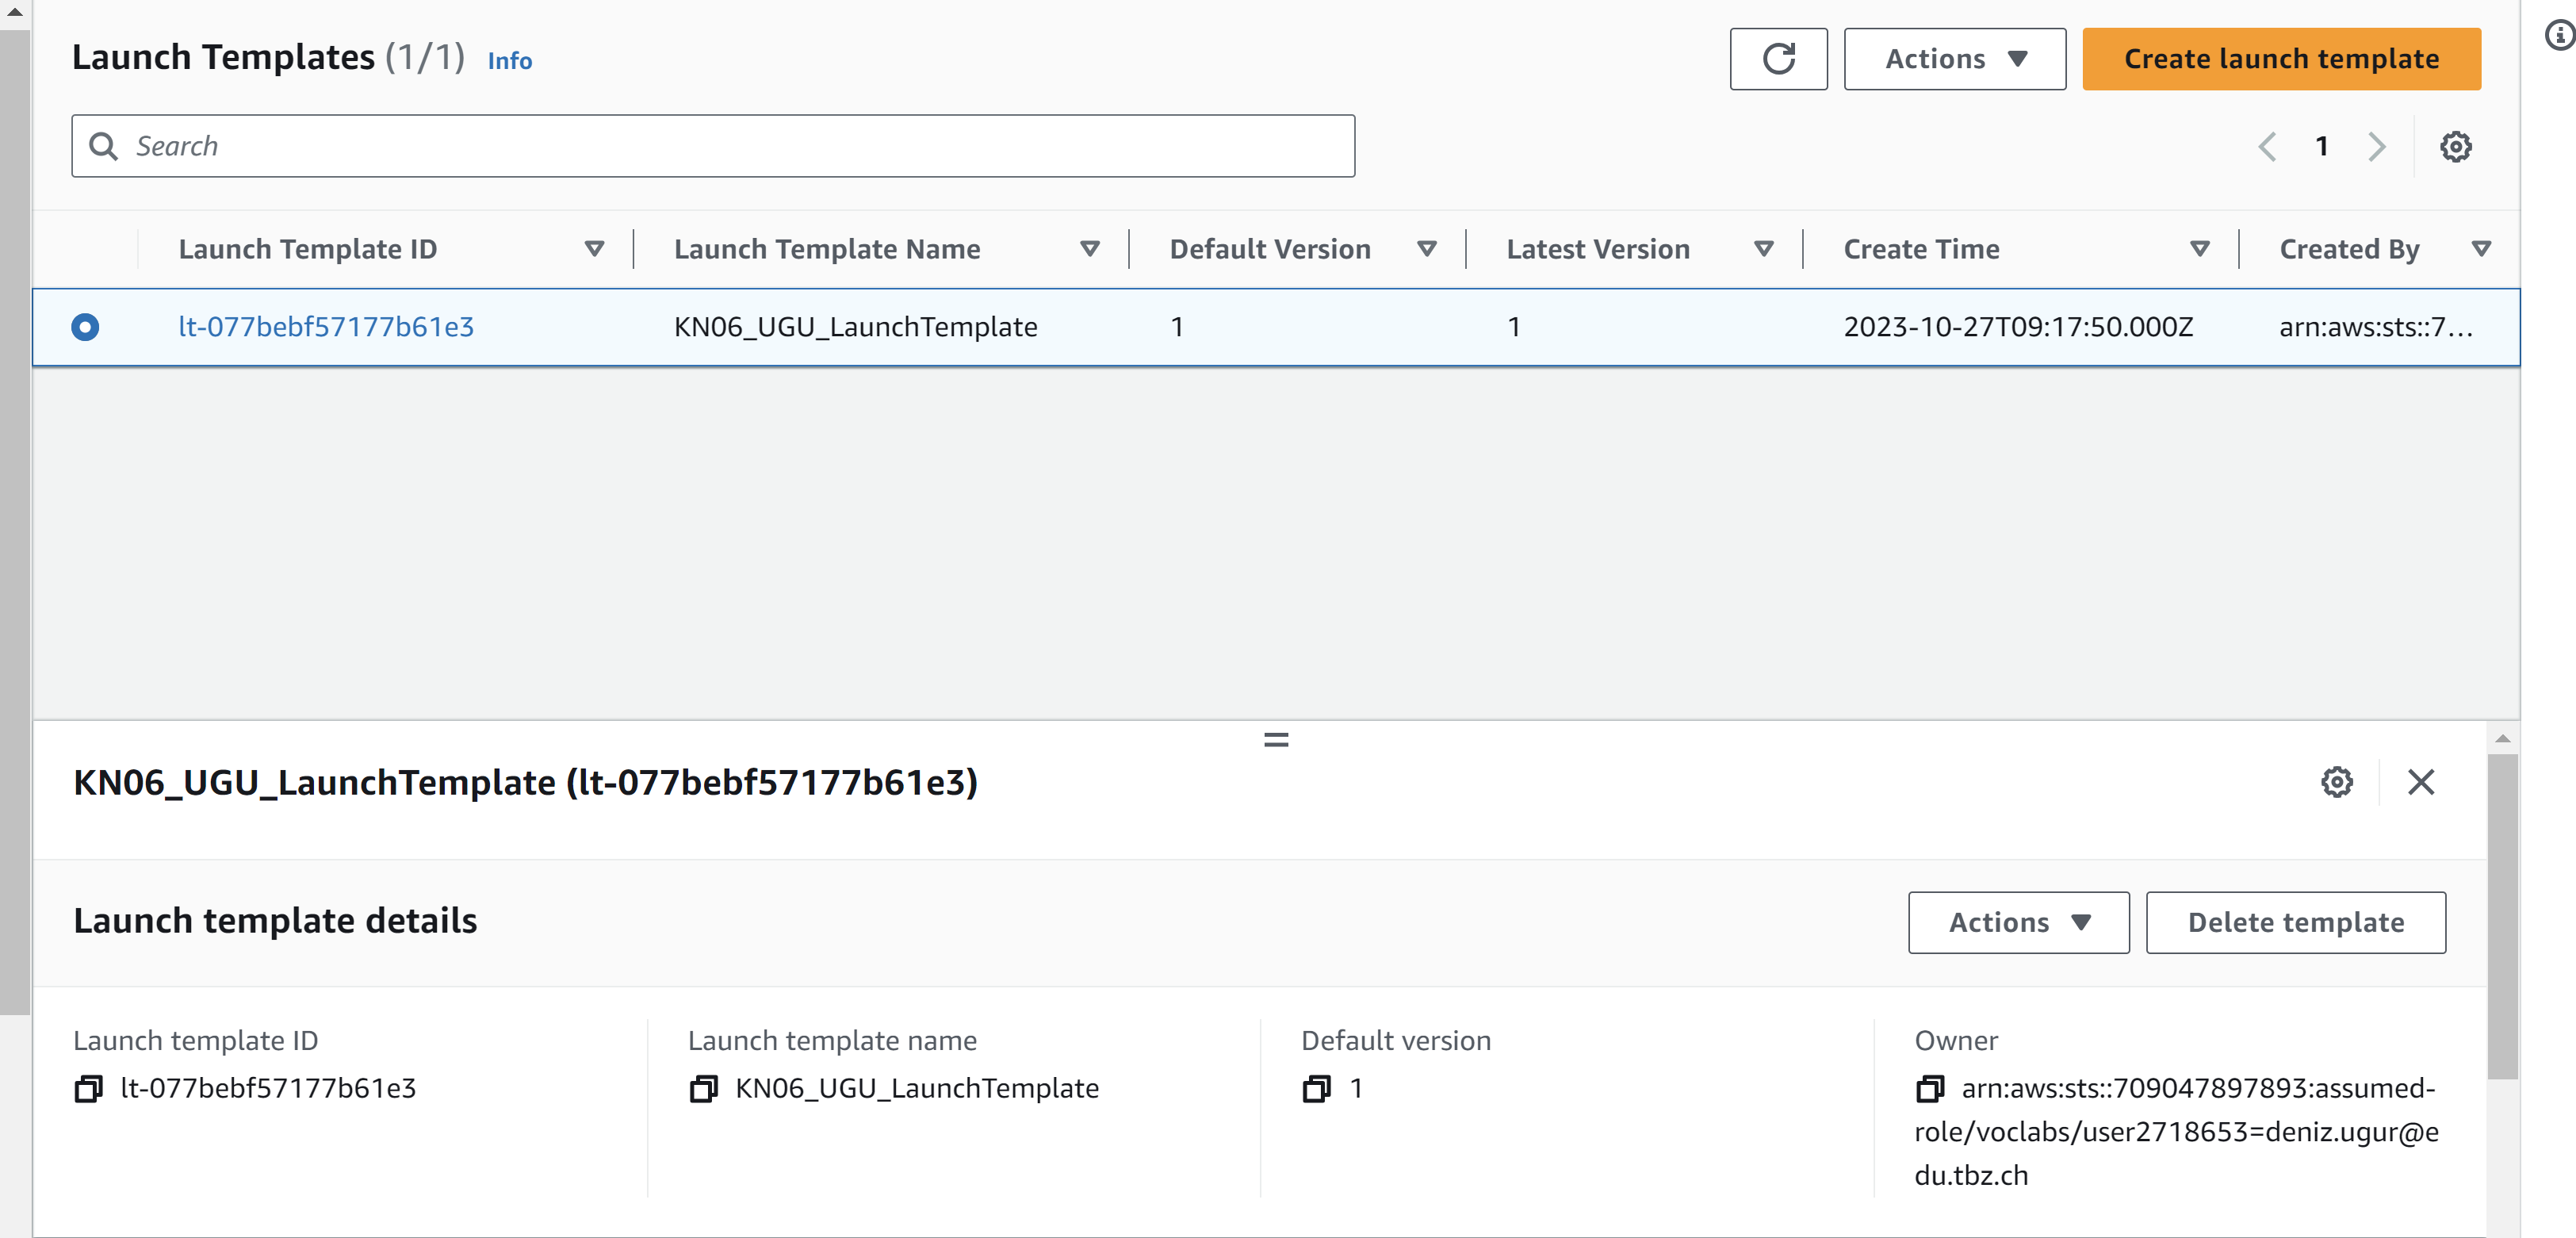 Launch Templates (1/1) Info
Actions
Create launch template
Search
1
Launch Template ID Launch Template Name Default Version Latest Version Create Time Created By
lt-077bebf57177b61e3 KN06_UGU_LaunchTemplate 1 1 2023-10-27T09:17:50.000Z arn:aws:sts::7...
KN06_UGU_LaunchTemplate (lt-077bebf57177b61e3)
Launch template details
Actions
Delete template
Launch template ID
lt-077bebf57177b61e3
Launch template name
KN06_UGU_LaunchTemplate
Default version
1
Owner
arn:aws:sts::709047897893:assumed-
role/voclabs/user2718653=deniz.ugur@e
du.tbz.ch